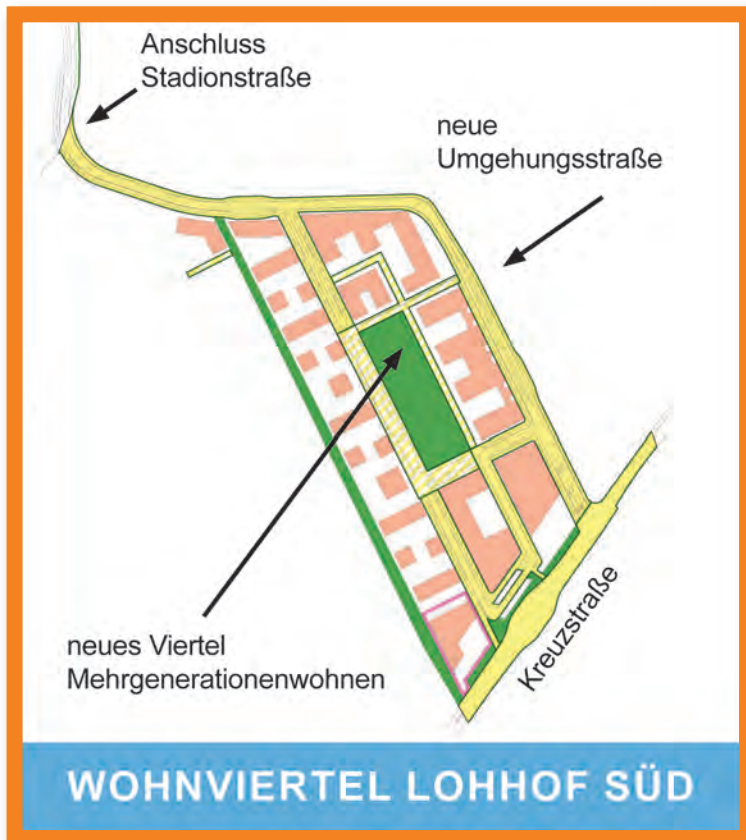 Anschluss
Stadionstraße
neue
Umgehungsstraße
neues Viertel
Mehrgenerationenwohnen
Kreuzstraße
WOHNVIERTEL LOHHOF SÜD